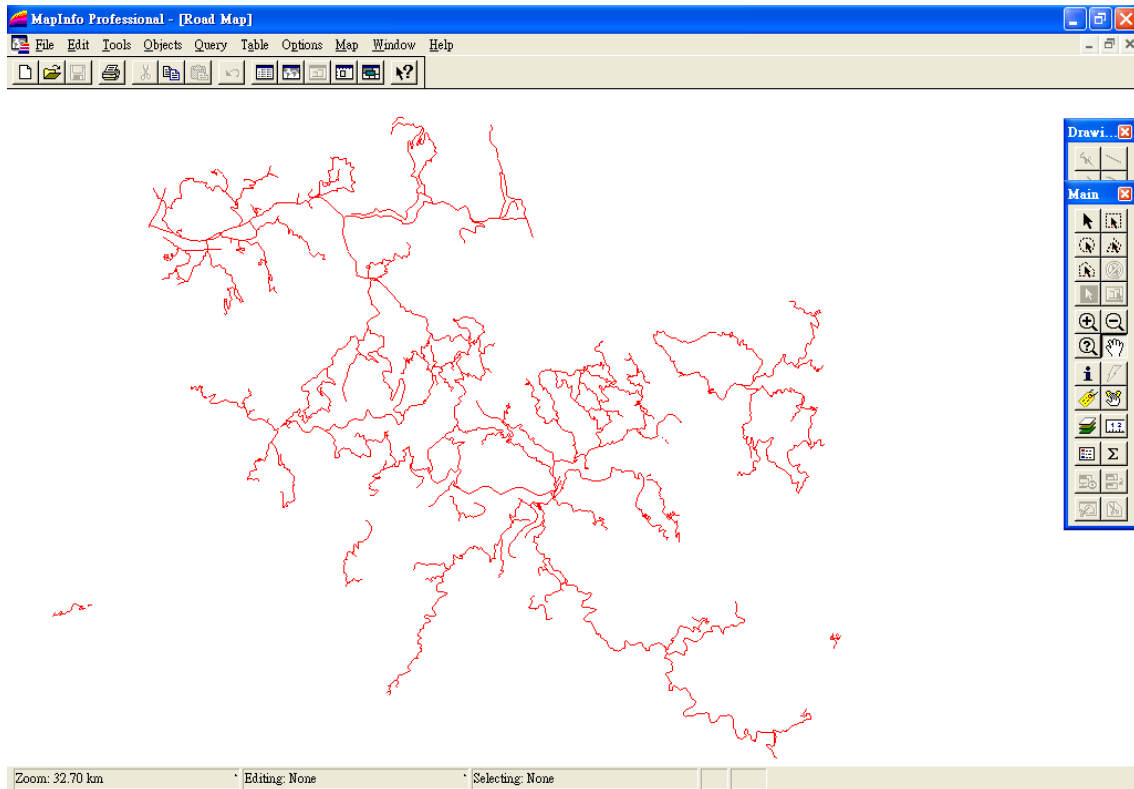 MapInfo Professional - [Road Map]
File Edit Tools Objects Query Table Options Map Window Help
Drawi...
Main
Zoom: 32.70 km
Editing: None
Selecting: None